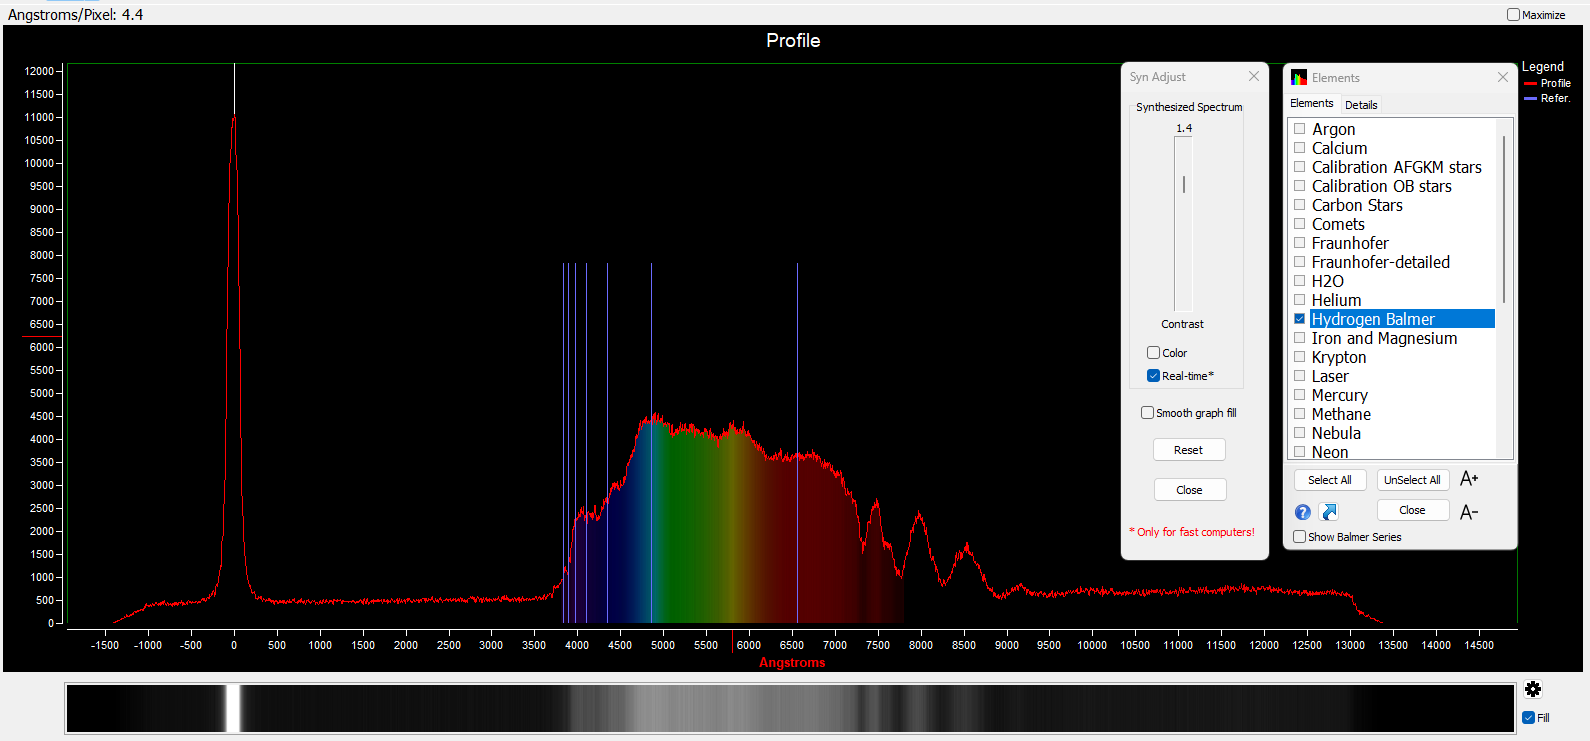 Angstroms/Pixel: 4.4
Maximize
Profile
12000
11500
11000
10500
10000
9500
9000
8500
8000
7500
7000
6500
6000
5500
5000
4500
4000
3500
3000
2500
2000
1500
1000
500
0
-1500 -1000 -500 0 500 1000 1500 2000 2500 3000 3500 4000 4500 5000 5500 6000 6500 7000 7500 8000 8500 9000 9500 10000 10500 11000 11500 12000 12500 13000 13500 14000 14500
Angstroms
Syn Adjust
Synthesized Spectrum
1.4
Contrast
Color
Real-time*
Smooth graph fill
Reset
Close
* Only for fast computers!
Elements
Elements Details
Argon
Calcium
Calibration AFGKM stars
Calibration OB stars
Carbon Stars
Comets
Fraunhofer
Fraunhofer-detailed
H2O
Helium
Hydrogen Balmer
Iron and Magnesium
Krypton
Laser
Mercury
Methane
Nebula
Neon
Select All UnSelect All A+
? Close A-
Show Balmer Series
Legend
Profile
Refer.
Fill